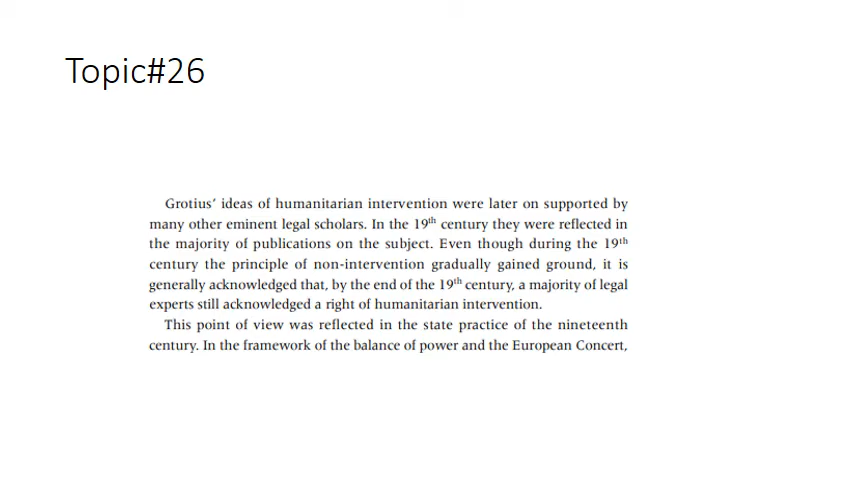 Topic#26
Grotius’ ideas of humanitarian intervention were later on supported by
many other eminent legal scholars. In the 19th century they were reflected in
the majority of publications on the subject. Even though during the 19th
century the principle of non-intervention gradually gained ground, it is
generally acknowledged that, by the end of the 19th century, a majority of legal
experts still acknowledged a right of humanitarian intervention.
This point of view was reflected in the state practice of the nineteenth
century. In the framework of the balance of power and the European Concert,